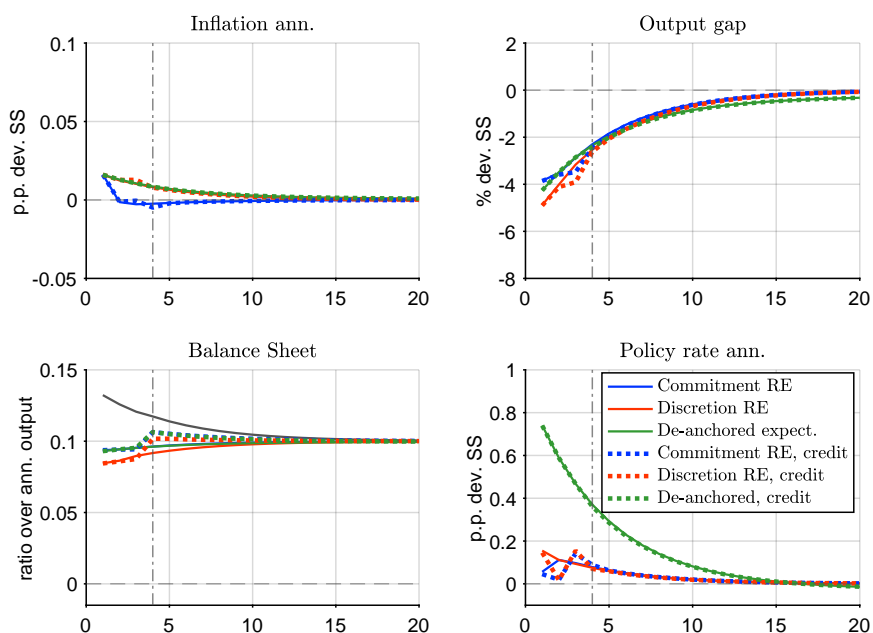 Inflation ann.
p.p. dev. SS
0.1
0.05
0
-0.05
0 5 10 15 20
Output gap
% dev. SS
2
0
-2
-4
-6
-8
0 5 10 15 20
Balance Sheet
ratio over ann. output
0.15
0.1
0.05
0
0 5 10 15 20
Policy rate ann.
p.p. dev. SS
1
0.8
0.6
0.4
0.2
0
0 5 10 15 20
Commitment RE
Discretion RE
De-anchored expect.
Commitment RE, credit
Discretion RE, credit
De-anchored, credit